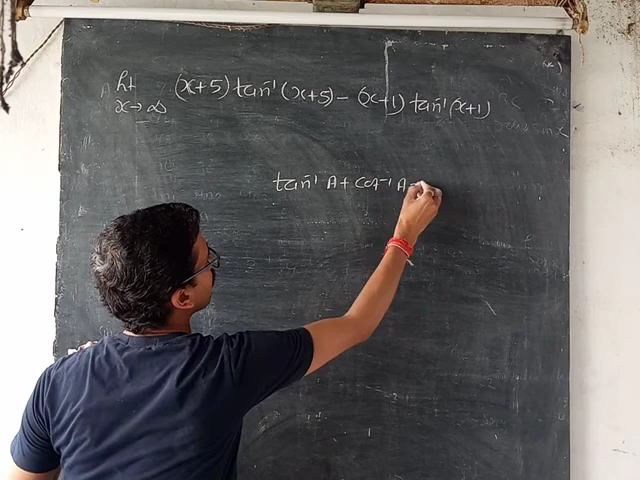 lt (x+5) tan⁻¹ (x+5) – (x+1) tan⁻¹ (x+1)
x→∞
tan⁻¹ A + cot⁻¹ A =